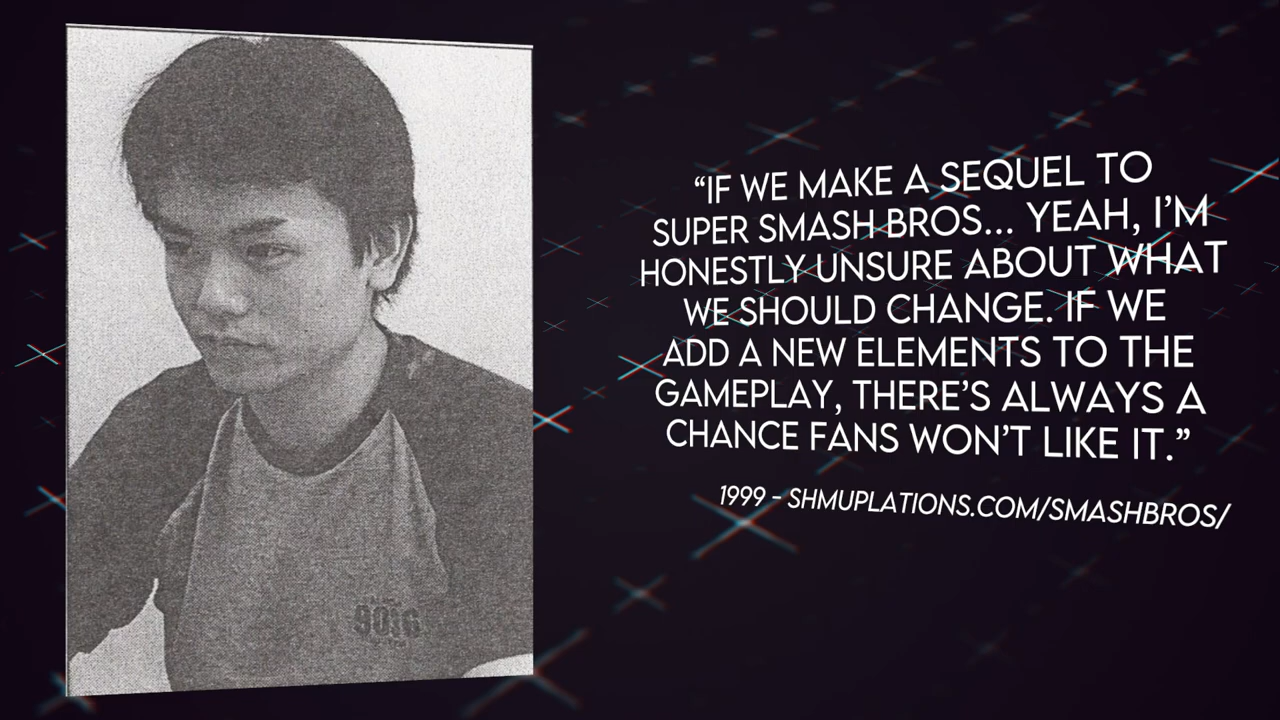 “IF WE MAKE A SEQUEL TO
SUPER SMASH BROS... YEAH, I’M
HONESTLY UNSURE ABOUT WHAT
WE SHOULD CHANGE. IF WE
ADD A NEW ELEMENTS TO THE
GAMEPLAY, THERE’S ALWAYS A
CHANCE FANS WON’T LIKE IT.”
1999 - SHMUPLATIONS.COM/SMASHBROS/